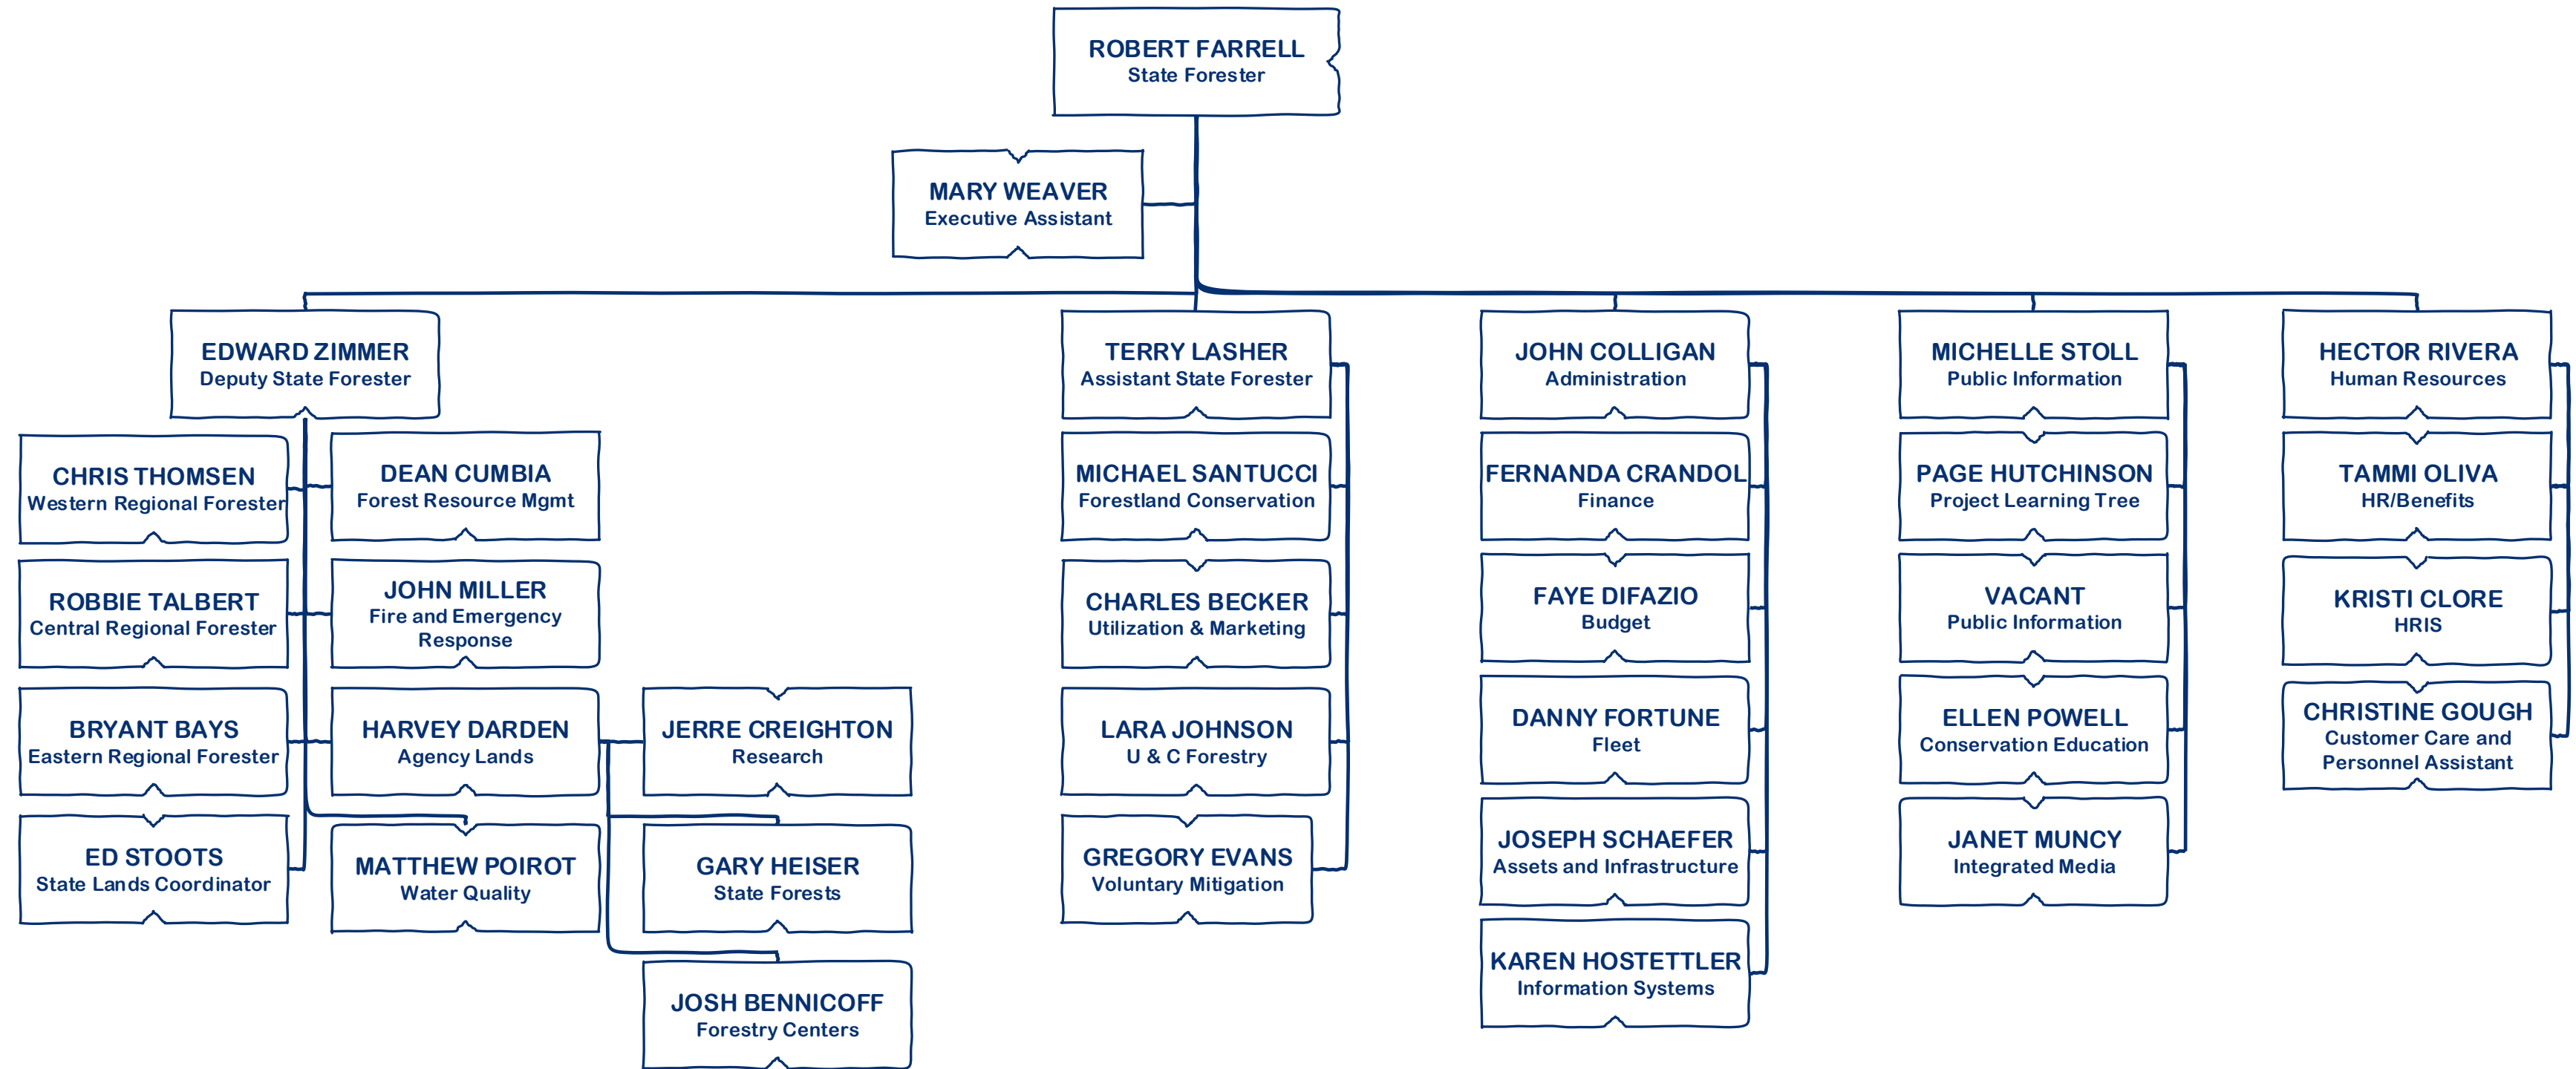 ROBERT FARRELL
State Forester
MARY WEAVER
Executive Assistant
EDWARD ZIMMER
Deputy State Forester
CHRIS THOMSEN
Western Regional Forester
DEAN CUMBIA
Forest Resource Mgmt
ROBBIE TALBERT
Central Regional Forester
JOHN MILLER
Fire and Emergency
Response
BRYANT BAYS
Eastern Regional Forester
HARVEY DARDEN
Agency Lands
JERRE CREIGHTON
Research
ED STOOTS
State Lands Coordinator
MATTHEW POIROT
Water Quality
GARY HEISER
State Forests
JOSH BENNICOFF
Forestry Centers
TERRY LASHER
Assistant State Forester
MICHAEL SANTUCCI
Forestland Conservation
CHARLES BECKER
Utilization & Marketing
LARA JOHNSON
U & C Forestry
GREGORY EVANS
Voluntary Mitigation
JOHN COLLIGAN
Administration
FERNANDA CRANDOL
Finance
FAYE DIFAZIO
Budget
DANNY FORTUNE
Fleet
JOSEPH SCHAEFER
Assets and Infrastructure
KAREN HOSTETTLER
Information Systems
MICHELLE STOLL
Public Information
PAGE HUTCHINSON
Project Learning Tree
VACANT
Public Information
ELLEN POWELL
Conservation Education
JANET MUNCY
Integrated Media
HECTOR RIVERA
Human Resources
TAMMI OLIVA
HR/Benefits
KRISTI CLORE
HRIS
CHRISTINE GOUGH
Customer Care and
Personnel Assistant